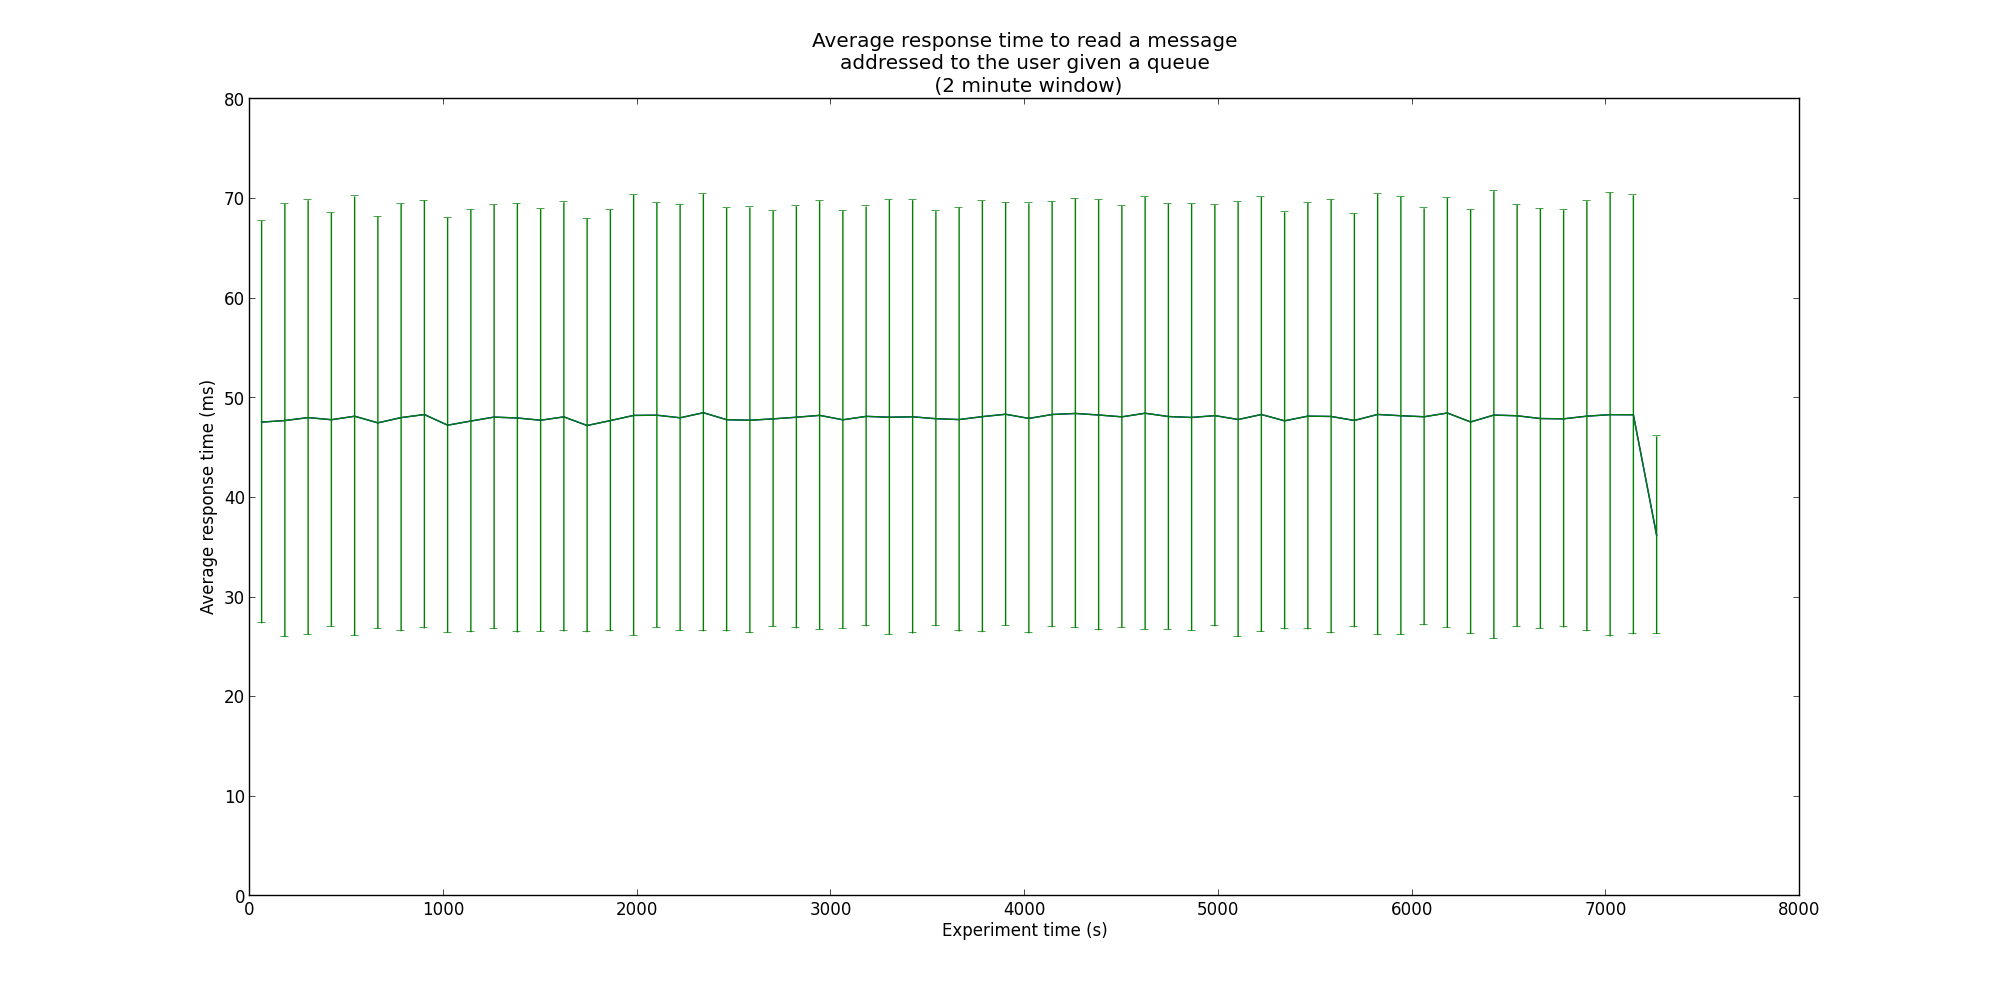 Average response time to read a message
addressed to the user given a queue
(2 minute window)
80
70
60
50
40
30
20
10
0
Average response time (ms)
0 1000 2000 3000 4000 5000 6000 7000 8000
Experiment time (s)